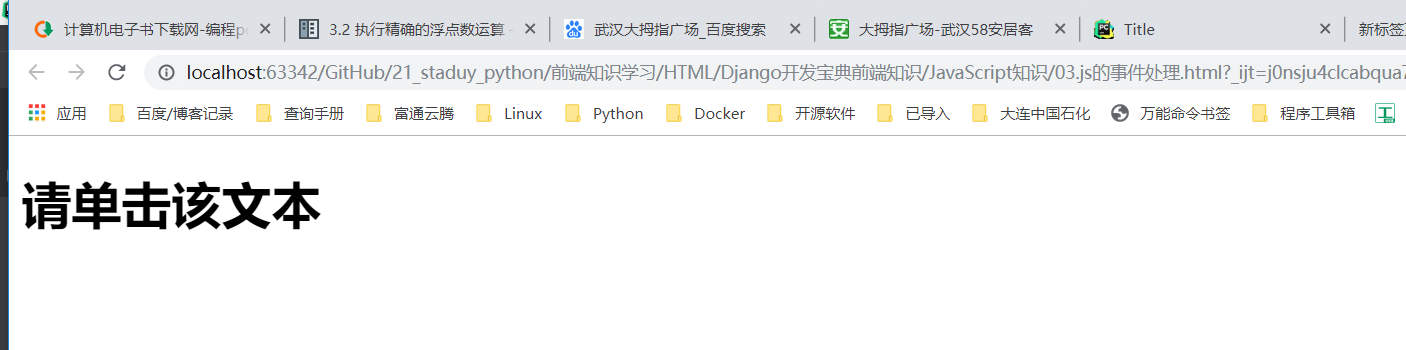 计算机电子书下载网-编程p 3.2 执行精确的浮点数运算 - 武汉大拇指广场_百度搜索 大拇指广场-武汉58安居客 Title 新标签
localhost:63342/GitHub/21_staduy_python/前端知识学习/HTML/Django开发宝典前端知识/JavaScript知识/03.js的事件处理.html?_ijt=j0nsju4clcabqua7
应用 百度/博客记录 查询手册 富通云腾 Linux Python Docker 开源软件 已导入 大连中国石化 万能命令书签 程序工具箱
请单击该文本